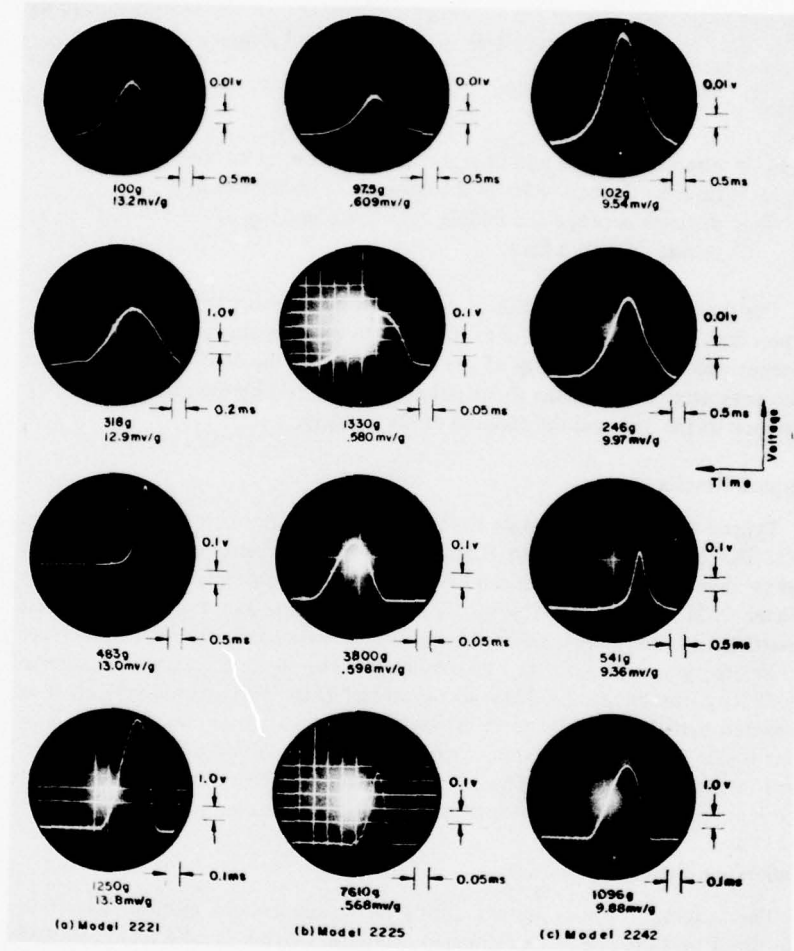 0.01v
0.5ms
100g
13.2mv/g
0.01v
0.5ms
97.5g
.609mv/g
0.01v
0.5ms
102g
9.54mv/g
1.0v
0.2ms
318g
12.9mv/g
0.1v
0.05ms
1330g
.580mv/g
0.01v
0.5ms
246g
9.97mv/g
Voltage
Time
0.1v
0.5ms
483g
13.0mv/g
0.1v
0.05ms
3800g
.598mv/g
0.1v
0.5ms
541g
9.36mv/g
1.0v
0.1ms
1250g
13.8mw/g
0.1v
0.05ms
7610g
.568mv/g
1.0v
0.1ms
1096g
9.88mv/g
(a) Model 2221
(b) Model 2225
(c) Model 2242